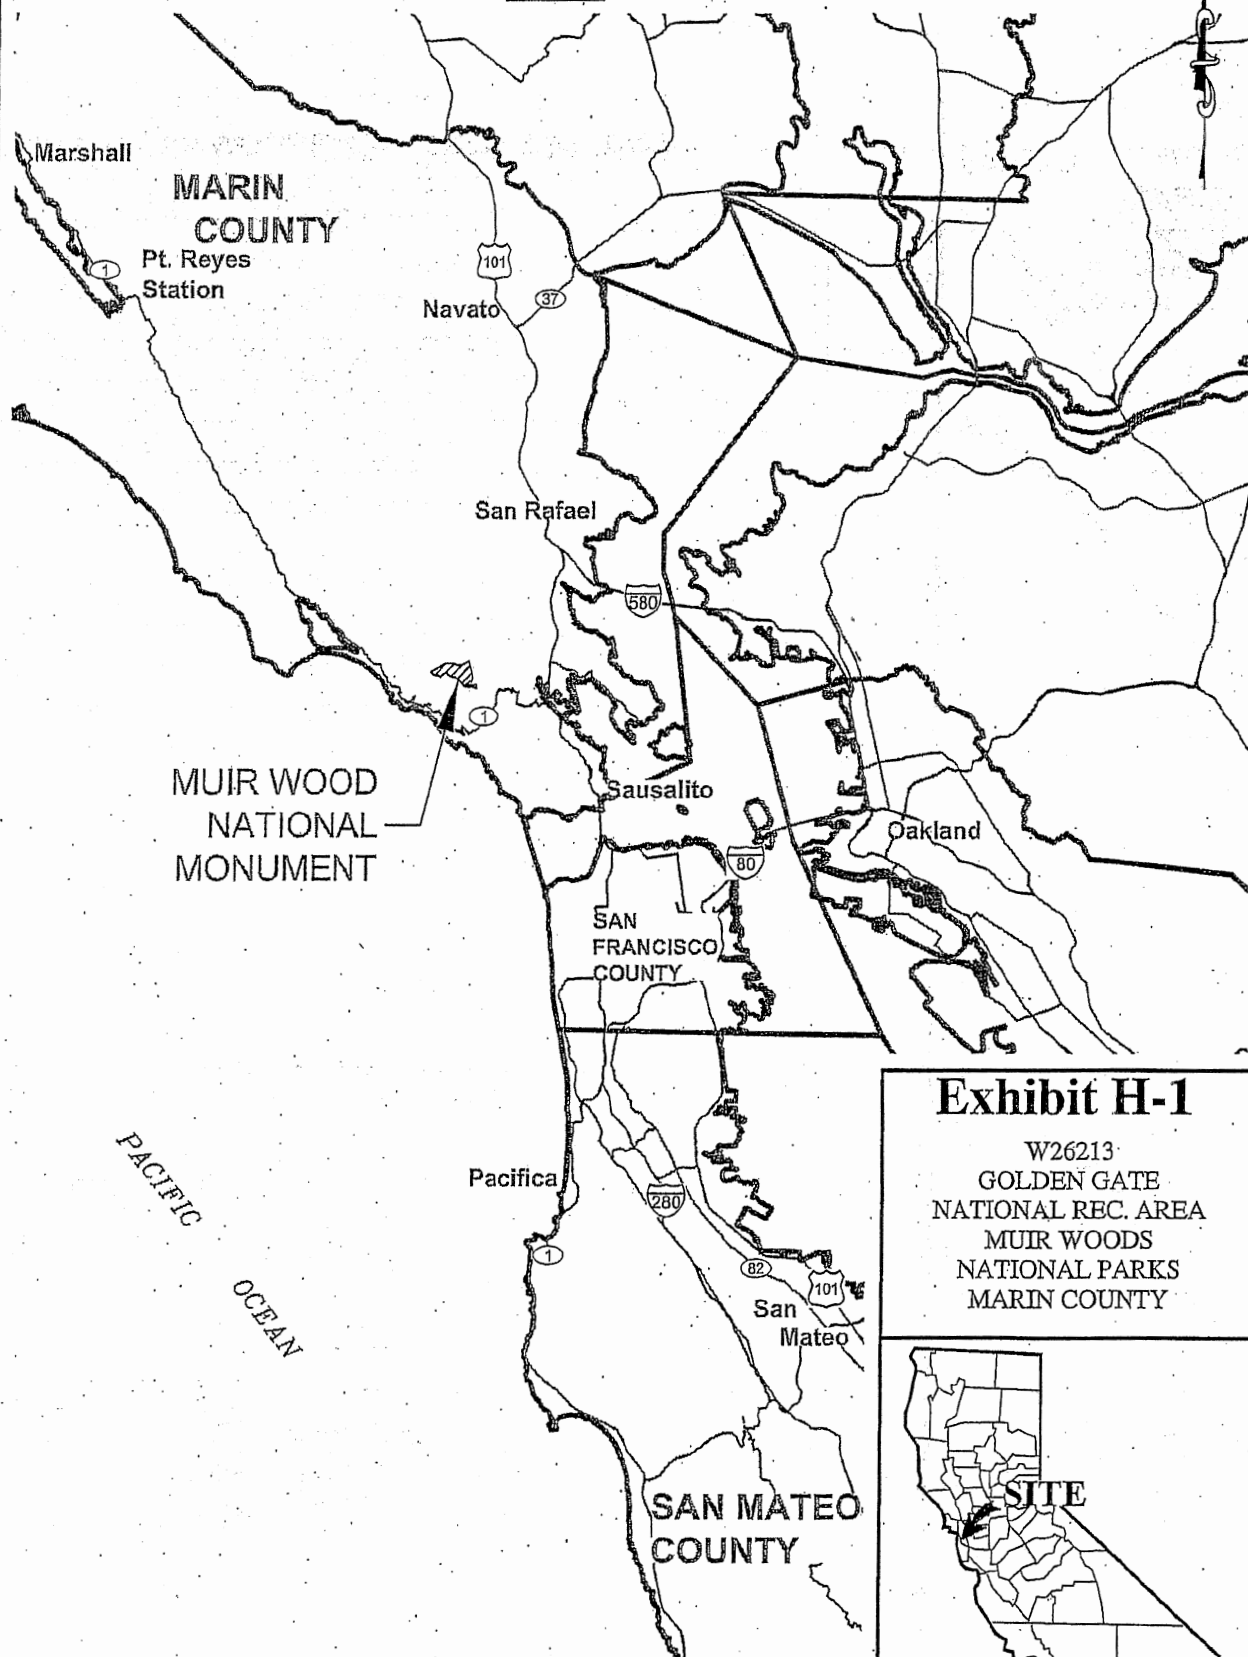 Marshall
MARIN
COUNTY
1
Pt. Reyes
Station
101
Navato
37
San Rafael
580
1
MUIR WOOD
NATIONAL
MONUMENT
Sausalito
Oakland
80
SAN
FRANCISCO
COUNTY
PACIFIC
OCEAN
Pacifica
280
1
82
101
San
Mateo
SAN MATEO
COUNTY
Exhibit H-1
W26213
GOLDEN GATE
NATIONAL REC. AREA
MUIR WOODS
NATIONAL PARKS
MARIN COUNTY
SITE